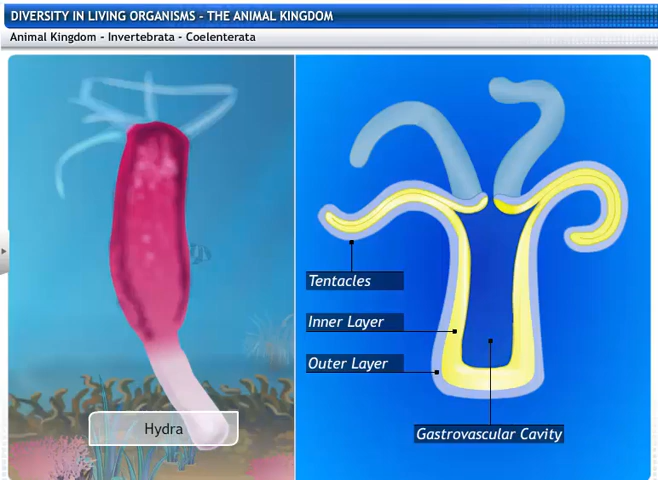 DIVERSITY IN LIVING ORGANISMS - THE ANIMAL KINGDOM
Animal Kingdom - Invertebrata - Coelenterata
Tentacles
Inner Layer
Outer Layer
Hydra
Gastrovascular Cavity